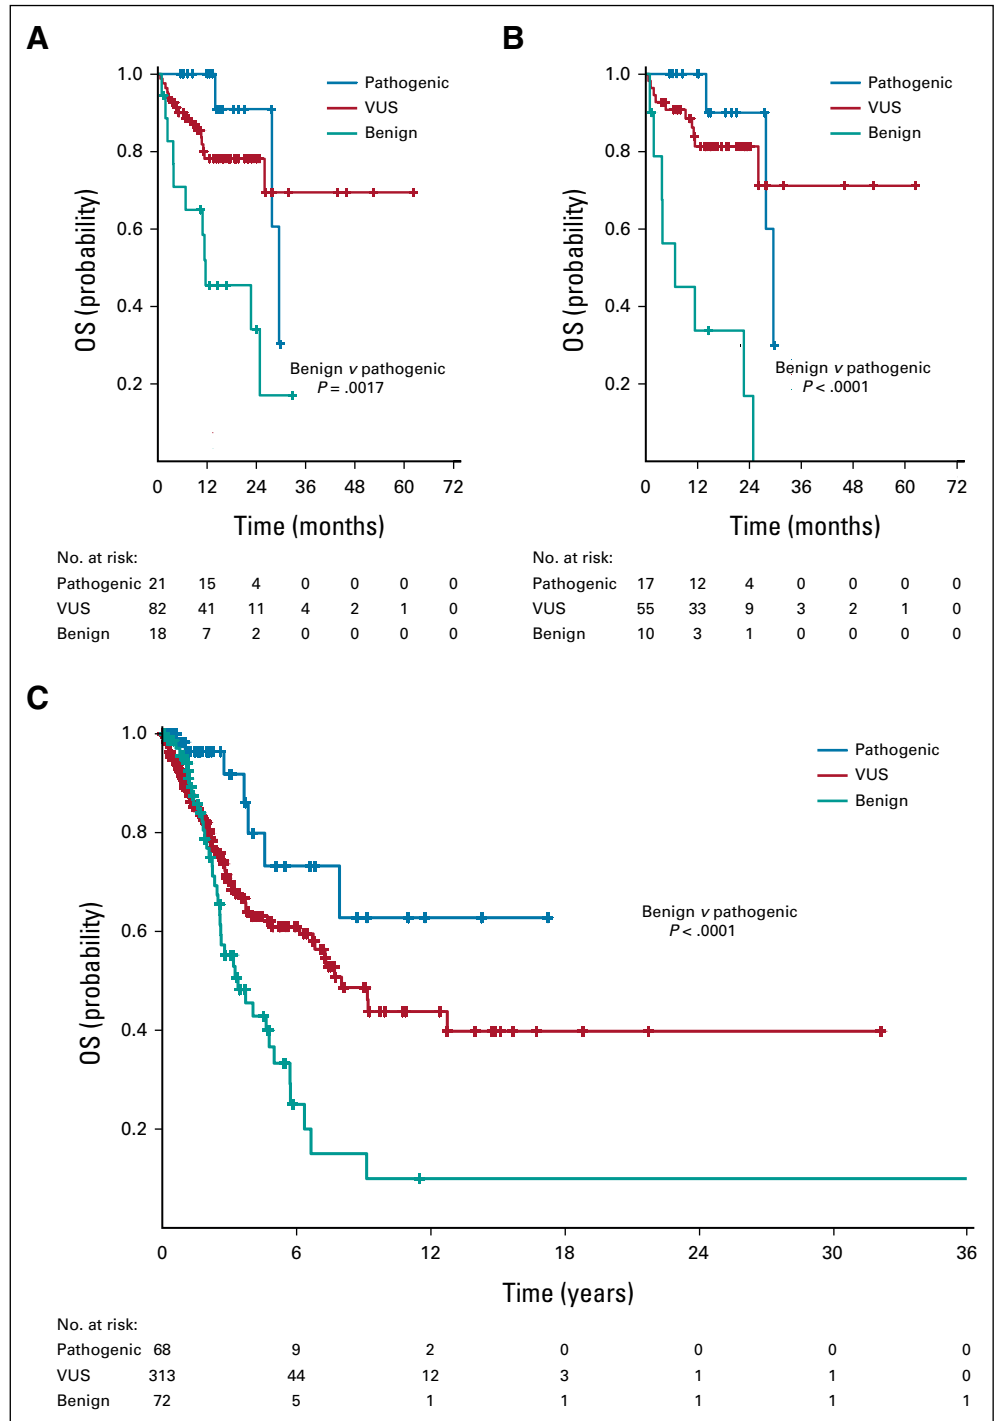 A
1.0
0.8
0.6
0.4
0.2
OS (probability)
Pathogenic
VUS
Benign
Benign v pathogenic
P = .0017
0 12 24 36 48 60 72
Time (months)
No. at risk:
Pathogenic 21 15 4 0 0 0 0
VUS 82 41 11 4 2 1 0
Benign 18 7 2 0 0 0 0
B
1.0
0.8
0.6
0.4
0.2
OS (probability)
Pathogenic
VUS
Benign
Benign v pathogenic
P < .0001
0 12 24 36 48 60 72
Time (months)
No. at risk:
Pathogenic 17 12 4 0 0 0 0
VUS 55 33 9 3 2 1 0
Benign 10 3 1 0 0 0 0
C
1.0
0.8
0.6
0.4
0.2
OS (probability)
Pathogenic
VUS
Benign
Benign v pathogenic
P < .0001
0 6 12 18 24 30 36
Time (years)
No. at risk:
Pathogenic 68 9 2 0 0 0 0
VUS 313 44 12 3 1 1 0
Benign 72 5 1 1 1 1 1